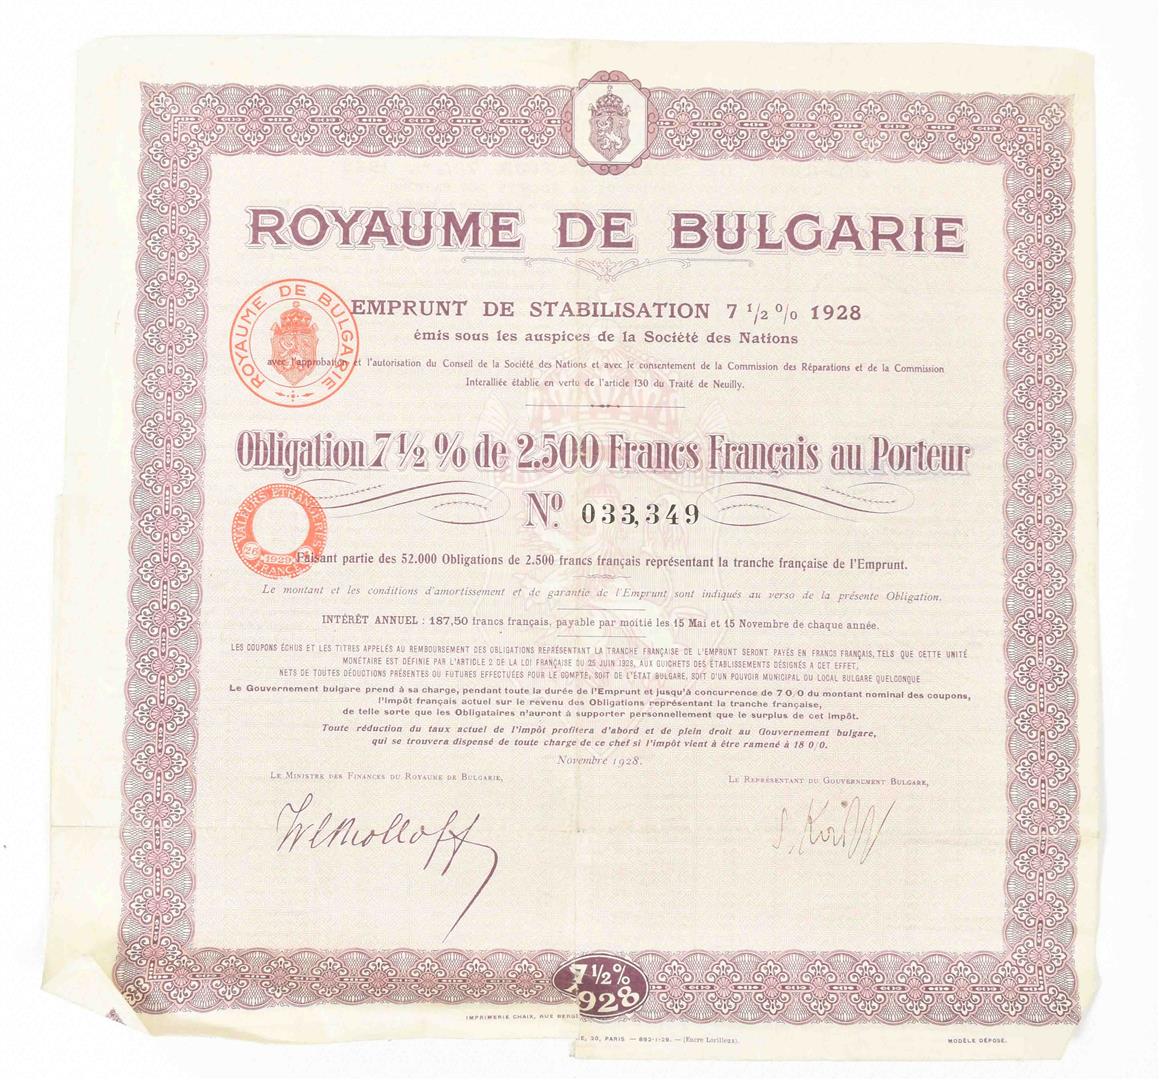 ROYAUME DE BULGARIE
EMPRUNT DE STABILISATION 7 1/2 % 1928
émis sous les auspices de la Société des Nations
avec l'approbation et l'autorisation du Conseil de la Société des Nations et avec le consentement de la Commission des Réparations et de la Commission
Interalliée établie en vertu de l'article 130 du Traité de Neuilly.
ROYAUME DE BULGARIE
Obligation 7 1/2 % de 2.500 Francs Français au Porteur
No. 033,349
VALEURS ETRANGERES
26 - 1929
FRANCE
Faisant partie des 52.000 Obligations de 2.500 francs français représentant la tranche française de l'Emprunt.
Le montant et les conditions d'amortissement et de garantie de l'Emprunt sont indiqués au verso de la présente Obligation.
INTÉRÊT ANNUEL : 187,50 francs français, payable par moitié les 15 Mai et 15 Novembre de chaque année.
LES COUPONS ÉCHUS ET LES TITRES APPELÉS AU REMBOURSEMENT DES OBLIGATIONS REPRÉSENTANT LA TRANCHE FRANÇAISE DE L'EMPRUNT SERONT PAYÉS EN FRANCS FRANÇAIS, TELS QUE CETTE UNITÉ
MONÉTAIRE EST DÉFINIE PAR L'ARTICLE 2 DE LA LOI FRANÇAISE DU 25 JUIN 1928, AUX GUICHETS DES ÉTABLISSEMENTS DÉSIGNÉS A CET EFFET,
NETS DE TOUTES DÉDUCTIONS PRÉSENTES OU FUTURES EFFECTUÉES POUR LE COMPTE, SOIT DE L'ÉTAT BULGARE, SOIT D'UN POUVOIR MUNICIPAL OU LOCAL BULGARE QUELCONQUE
Le Gouvernement bulgare prend à sa charge, pendant toute la durée de l'Emprunt et jusqu'à concurrence de 7 0/0 du montant nominal des coupons,
l'impôt français actuel sur le revenu des Obligations représentant la tranche française,
de telle sorte que les Obligataires n'auront à supporter personnellement que le surplus de cet impôt.
Toute réduction du taux actuel de l'impôt profitera d'abord et de plein droit au Gouvernement bulgare,
qui se trouvera dispensé de toute charge de ce chef si l'impôt vient à être ramené à 18 0/0.
Novembre 1928.
LE MINISTRE DES FINANCES DU ROYAUME DE BULGARIE,
LE REPRÉSENTANT DU GOUVERNEMENT BULGARE,
7 1/2 %
1928
IMPRIMERIE CHAIX, RUE BERGÈ
E, 20, PARIS — 892-1-29. — (Encre Lorilleux).
MODÈLE DÉPOSÉ.